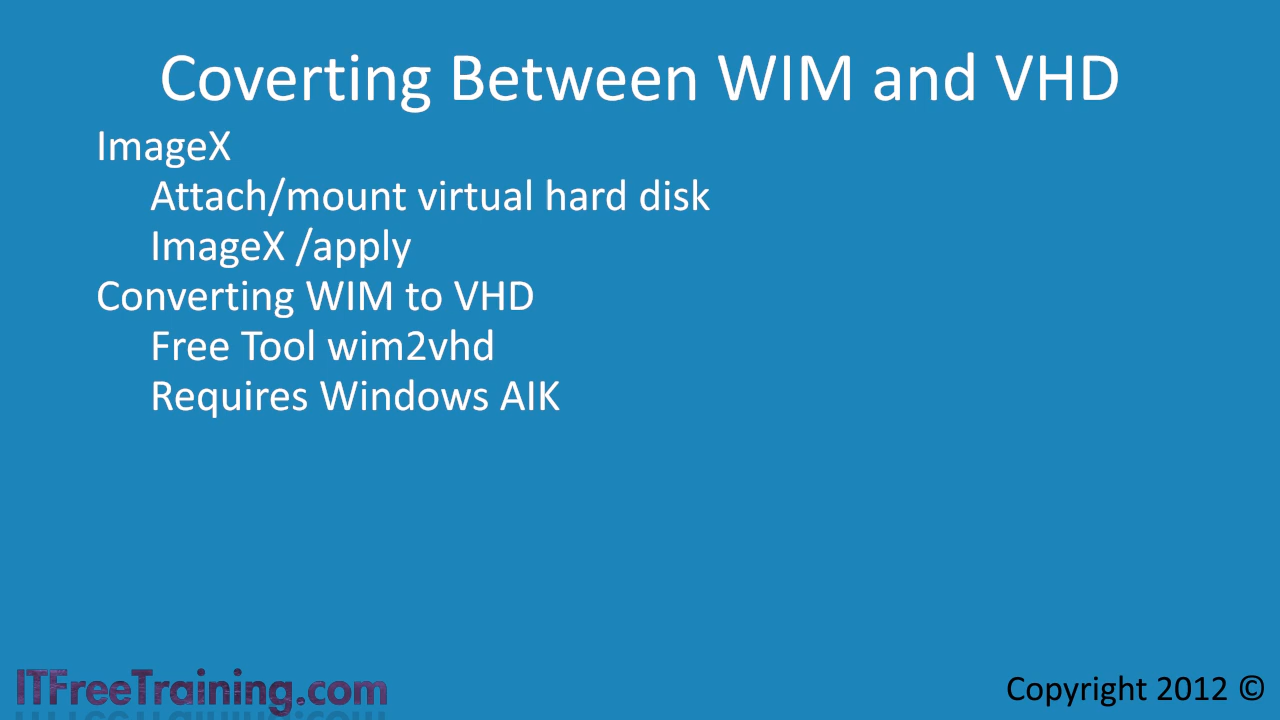 Coverting Between WIM and VHD
ImageX
Attach/mount virtual hard disk
ImageX /apply
Converting WIM to VHD
Free Tool wim2vhd
Requires Windows AIK
ITFreeTraining.com
Copyright 2012 ©